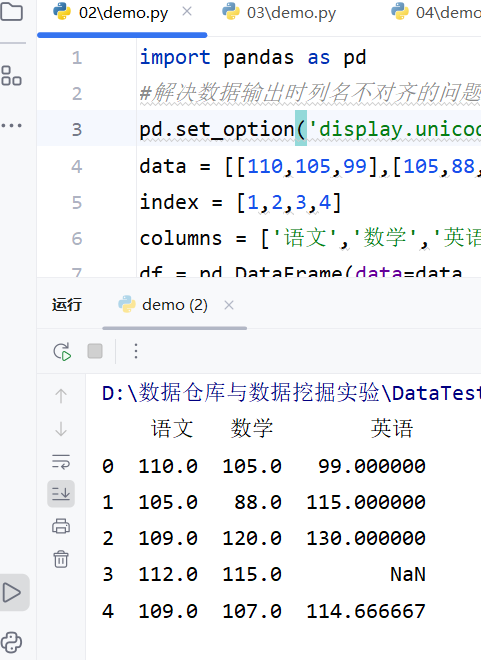 02\demo.py
03\demo.py
04\demo
1 import pandas as pd
2 #解决数据输出时列名不对齐的问题
3 pd.set_option('display.unicod
4 data = [[110,105,99],[105,88,
5 index = [1,2,3,4]
6 columns = ['语文','数学','英语
7 df = pd.DataFrame(data=data
运行 demo (2)
D:\数据仓库与数据挖掘实验\DataTest
语文 数学 英语
0 110.0 105.0 99.000000
1 105.0 88.0 115.000000
2 109.0 120.0 130.000000
3 112.0 115.0 NaN
4 109.0 107.0 114.666667